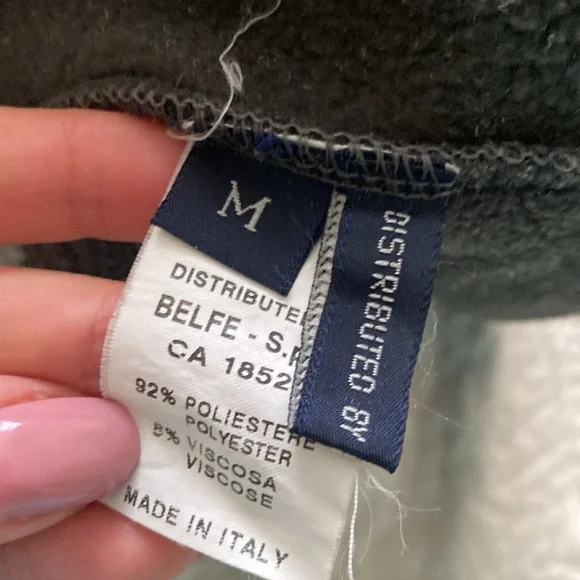 M
DISTRIBUTED BY
DISTRIBUTE
BELFE - S.
CA 1852
92% POLIESTERE
POLYESTER
8% VISCOSA
VISCOSE
MADE IN ITALY